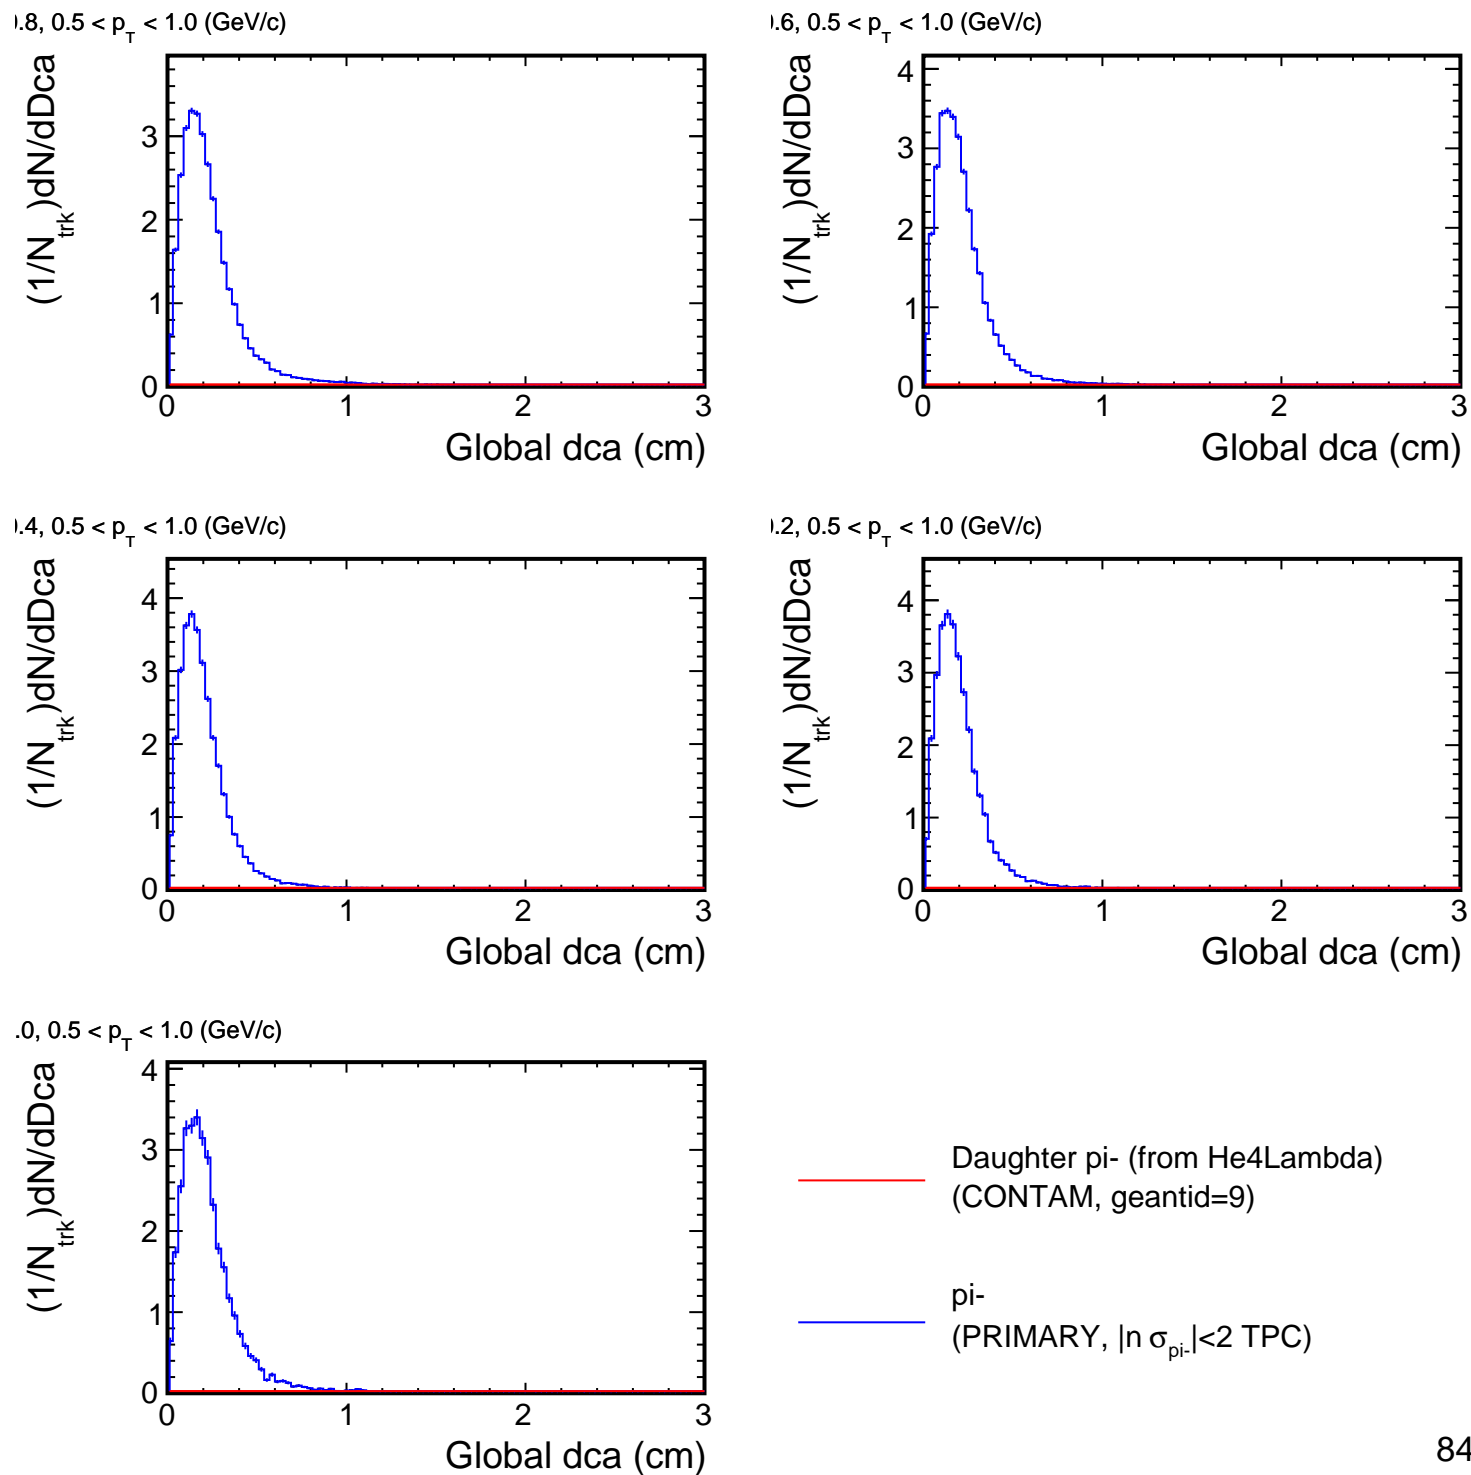 ).8, 0.5 < p_T < 1.0 (GeV/c)
(1/N_trk)dN/dDca
3
2
1
0
0 1 2 3
Global dca (cm)
).6, 0.5 < p_T < 1.0 (GeV/c)
(1/N_trk)dN/dDca
4
3
2
1
0
0 1 2 3
Global dca (cm)
).4, 0.5 < p_T < 1.0 (GeV/c)
(1/N_trk)dN/dDca
4
3
2
1
0
0 1 2 3
Global dca (cm)
).2, 0.5 < p_T < 1.0 (GeV/c)
(1/N_trk)dN/dDca
4
3
2
1
0
0 1 2 3
Global dca (cm)
.0, 0.5 < p_T < 1.0 (GeV/c)
(1/N_trk)dN/dDca
4
3
2
1
0
0 1 2 3
Global dca (cm)
Daughter pi- (from He4Lambda)
(CONTAM, geantid=9)
pi-
(PRIMARY, |n σ_pi-|<2 TPC)
84